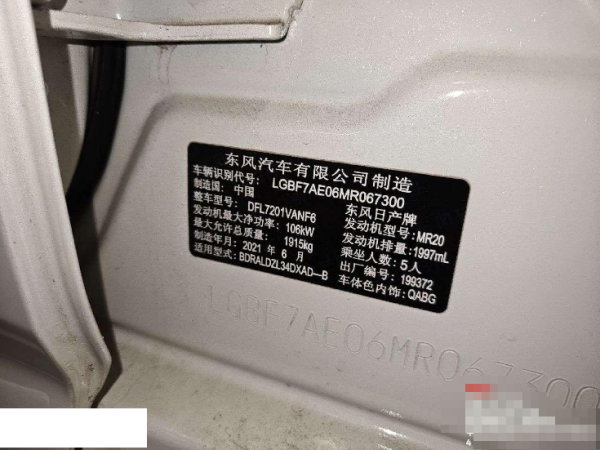 东风汽车有限公司制造
车辆识别代号: LGBF7AE06MR067300
制造国: 中国 东风日产牌
整车型号: DFL7201VANF6 发动机型号: MR20
发动机最大净功率: 106kW 发动机排量: 1997mL
最大允许总质量: 1915kg 乘坐人数: 5人
制造年月: 2021 年 6 月 出厂编号: 199372
适用型式: BDRALDZL34DXAD—B 车体色内饰: QABG
LGBF7AE06MR067300